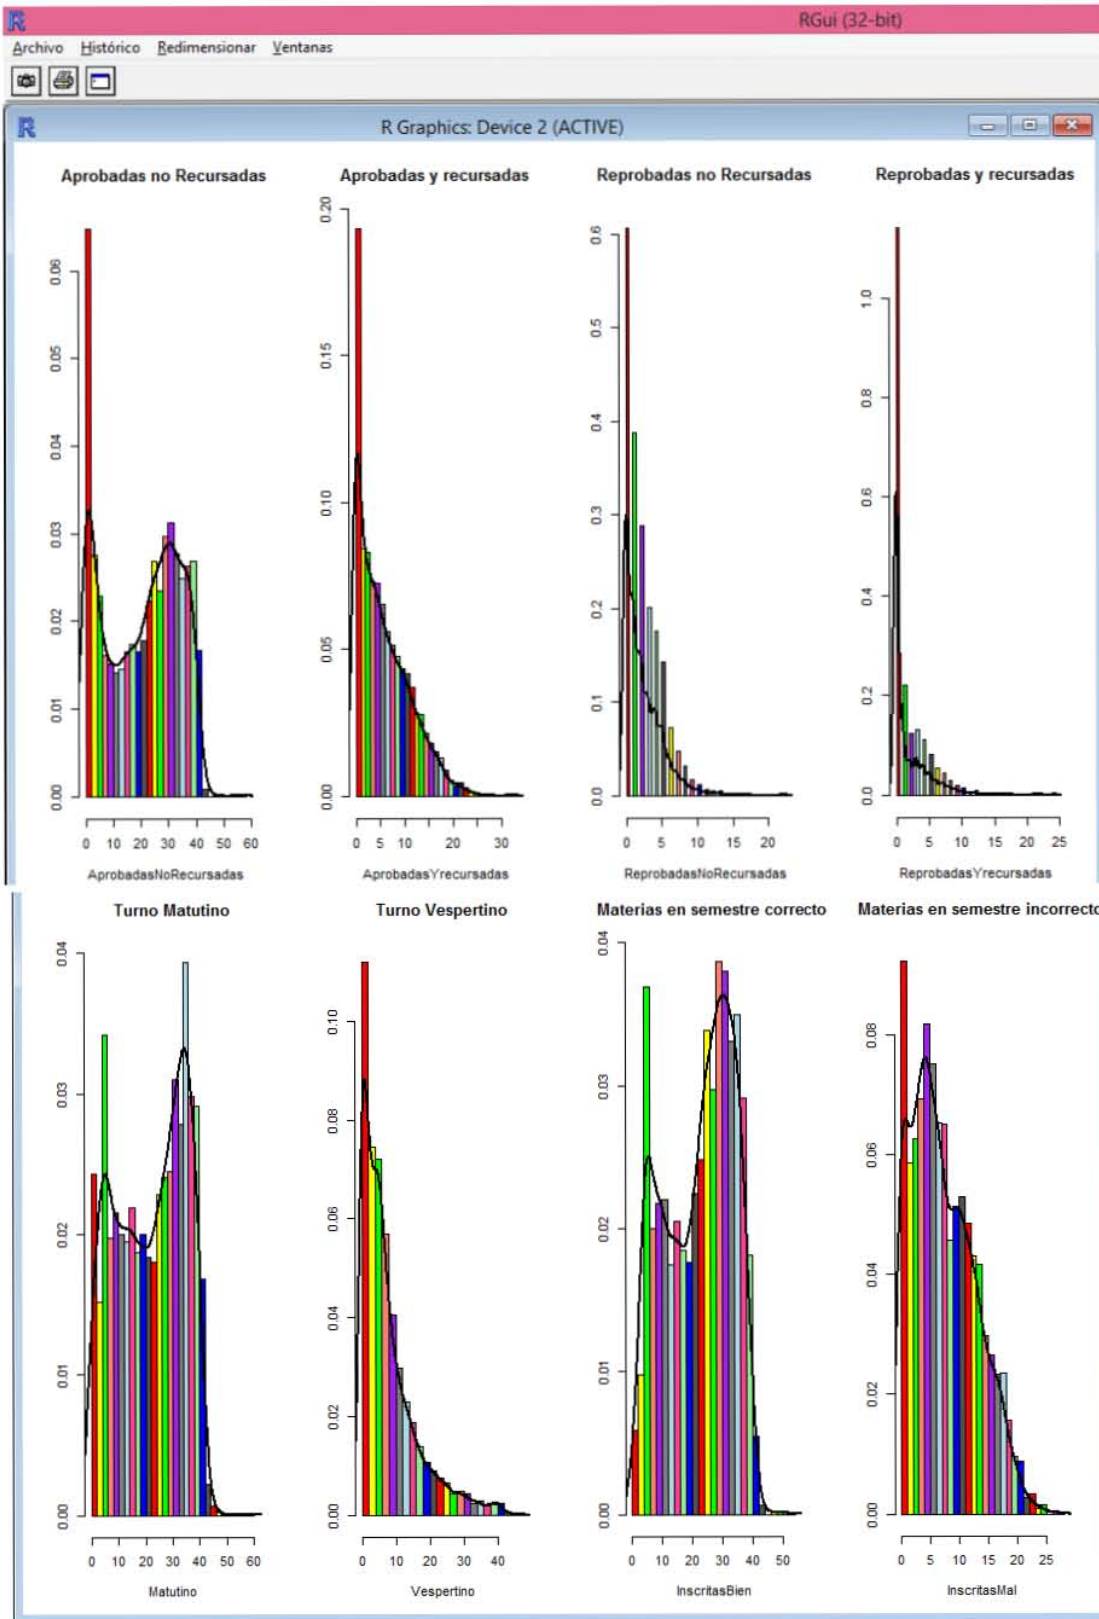 R RGui (32-bit)
Archivo Histórico Redimensionar Ventanas
R R Graphics: Device 2 (ACTIVE)
Aprobadas no Recursadas
0.06
0.05
0.04
0.03
0.02
0.01
0.00
0 10 20 30 40 50 60
AprobadasNoRecursadas
Aprobadas y recursadas
0.20
0.15
0.10
0.05
0.00
0 5 10 20 30
AprobadasYrecursadas
Reprobadas no Recursadas
0.6
0.5
0.4
0.3
0.2
0.1
0.0
0 5 10 15 20
ReprobadasNoRecursadas
Reprobadas y recursadas
1.0
0.8
0.6
0.4
0.2
0.0
0 5 10 15 20 25
ReprobadasYrecursadas
Turno Matutino
0.04
0.03
0.02
0.01
0.00
0 10 20 30 40 50 60
Matutino
Turno Vespertino
0.10
0.08
0.06
0.04
0.02
0.00
0 10 20 30 40
Vespertino
Materias en semestre correcto
0.04
0.03
0.02
0.01
0.00
0 10 20 30 40 50
InscritasBien
Materias en semestre incorrecto
0.08
0.06
0.04
0.02
0.00
0 5 10 15 20 25
InscritasMal